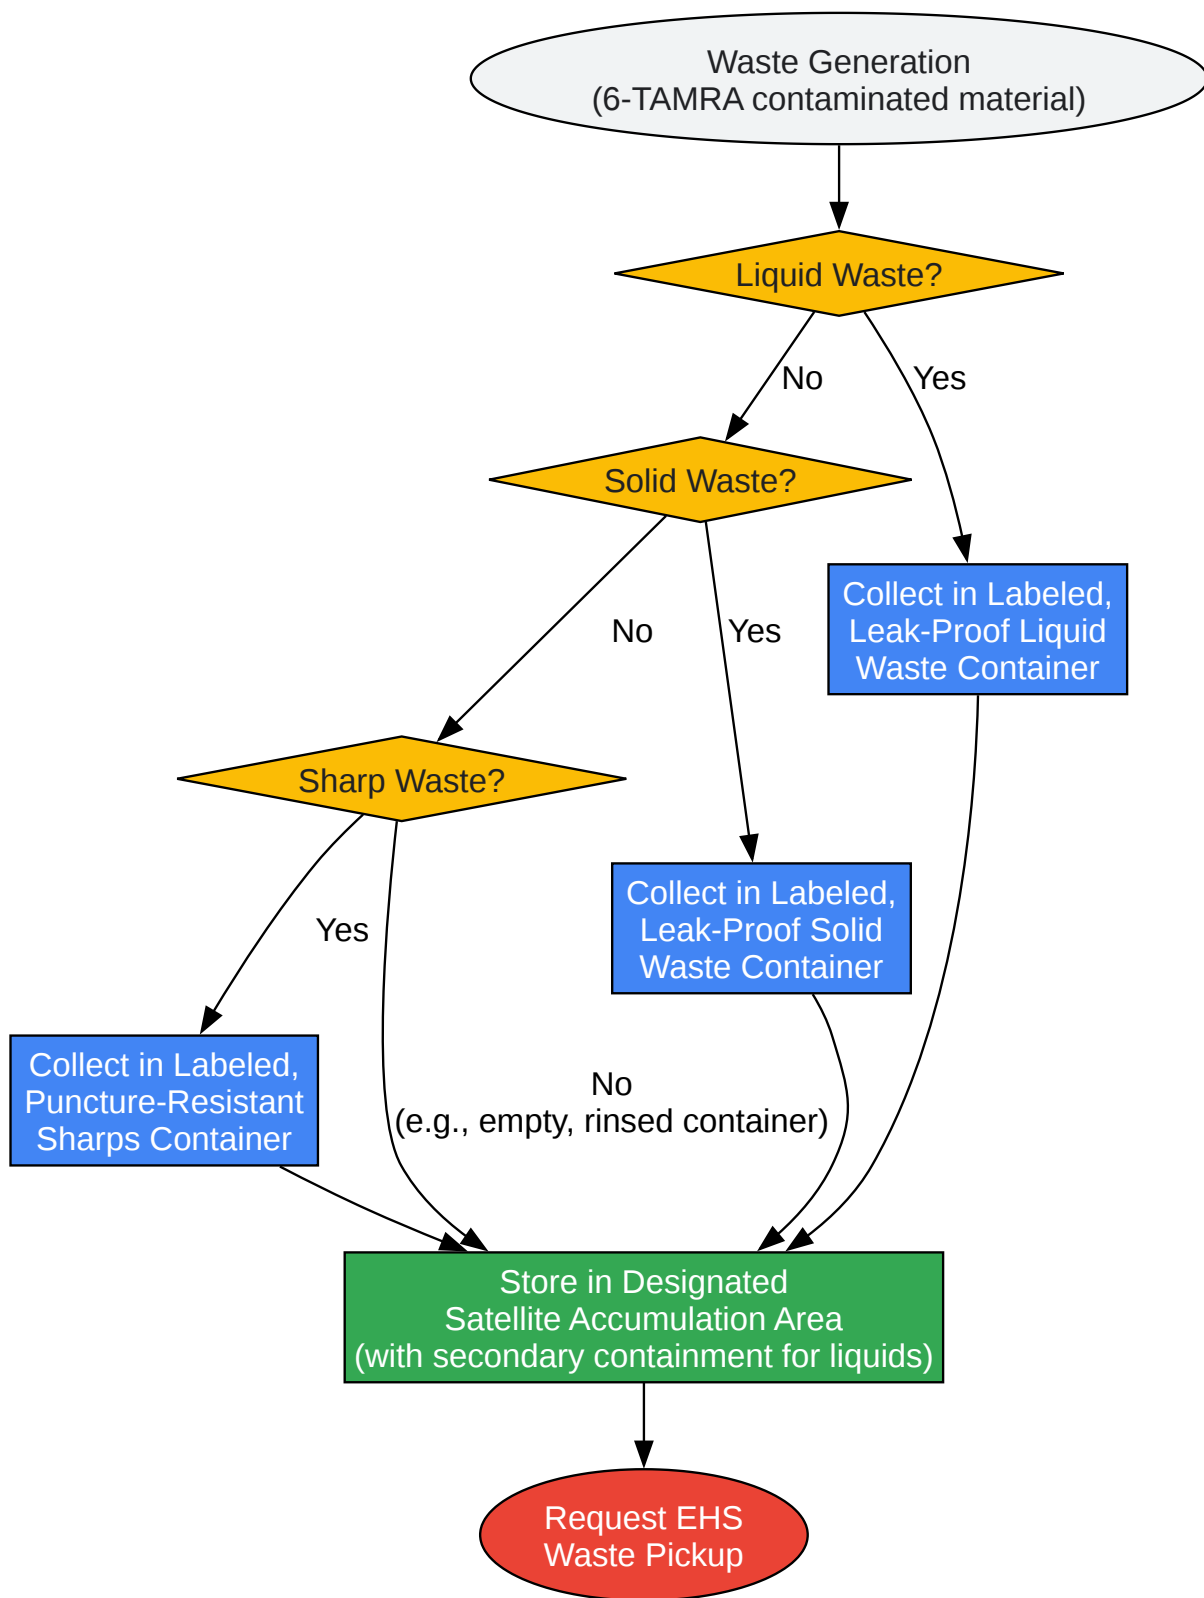 Waste Generation
(6-TAMRA contaminated material)
Liquid Waste?
No
Yes
Solid Waste?
Collect in Labeled,
Leak-Proof Liquid
Waste Container
No
Yes
Sharp Waste?
Collect in Labeled,
Leak-Proof Solid
Waste Container
Yes
Collect in Labeled,
Puncture-Resistant
Sharps Container
No
(e.g., empty, rinsed container)
Store in Designated
Satellite Accumulation Area
(with secondary containment for liquids)
Request EHS
Waste Pickup